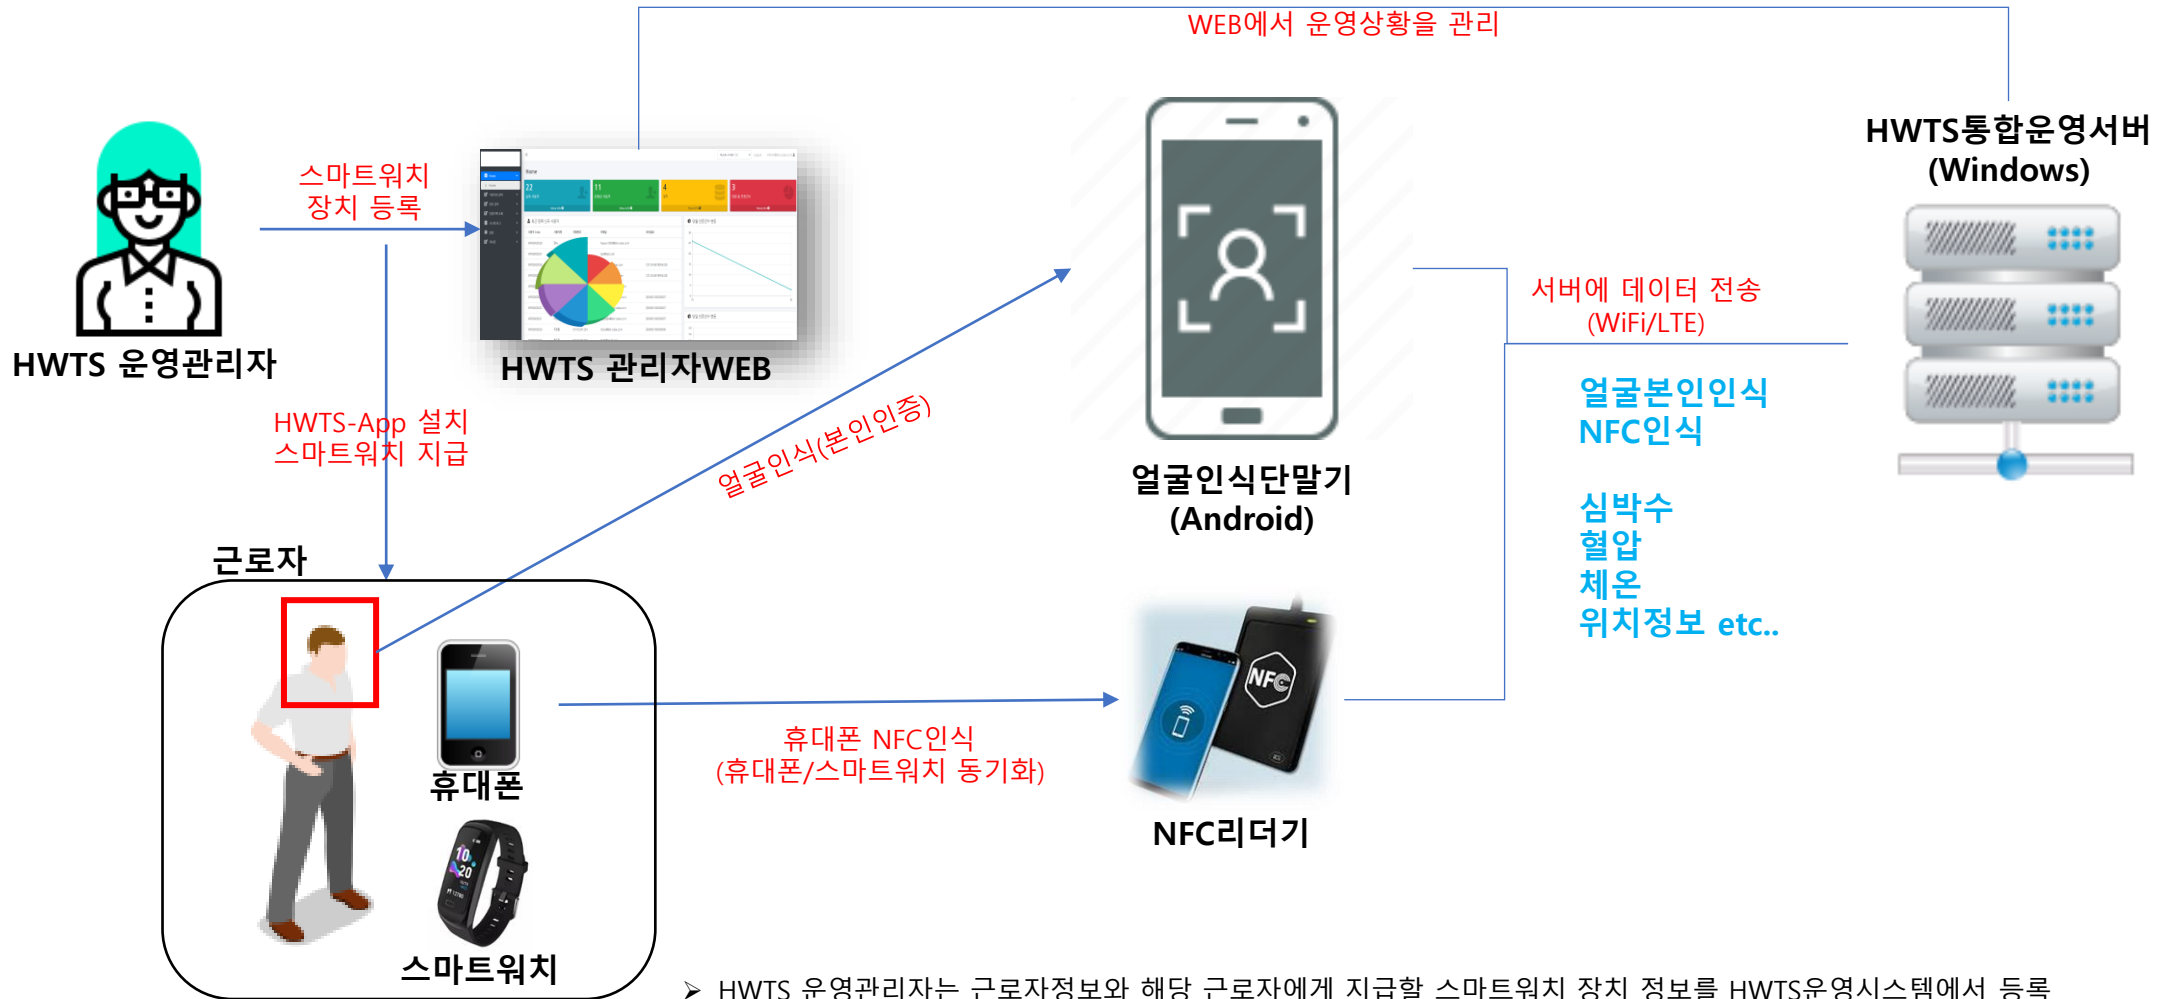 WEB에서 운영상황을 관리
HWTS통합운영서버
(Windows)
스마트워치
장치 등록
Home
22
11
4
3
서버에 데이터 전송
(WiFi/LTE)
HWTS 운영관리자
HWTS 관리자WEB
얼굴본인인식
NFC인식
HWTS-App 설치
스마트워치 지급
얼굴인식(본인인증)
얼굴인식단말기
(Android)
심박수
혈압
체온
위치정보 etc..
근로자
NFC
휴대폰 NFC인식
(휴대폰/스마트워치 동기화)
휴대폰
NFC리더기
10
20
스마트워치
➢ HWTS 운영관리자는 근로자정보와 해당 근로자에게 지급할 스마트워치 장치 정보를 HWTS운영시스템에서 등록